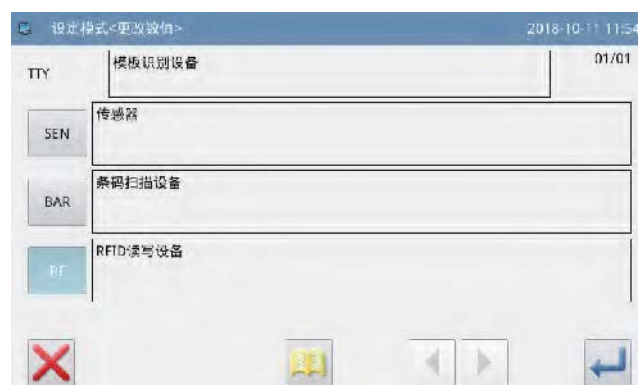 设定模式<更改数值> 2018-10-11 11:54
TTY 模板识别设备 01/01
SEN 传感器
BAR 条码扫描设备
RF RFID读写设备